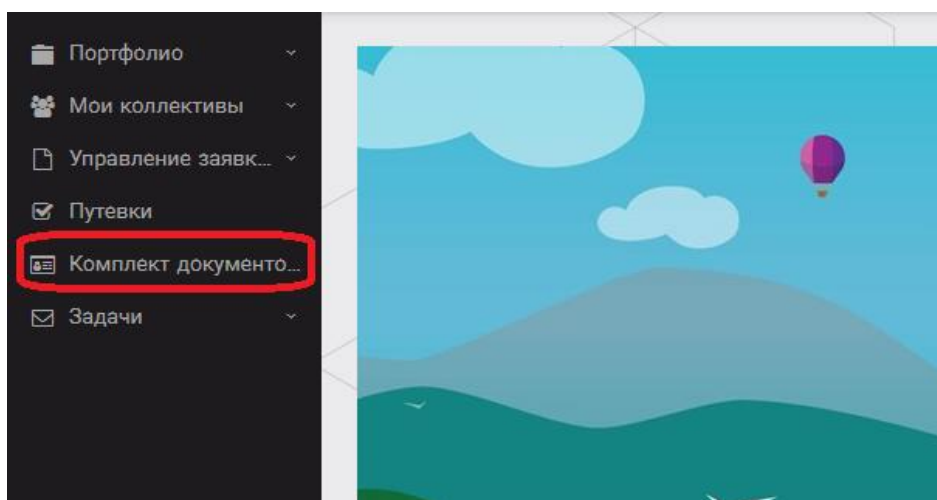 Портфолио
Мои коллективы
Управление заявк...
Путевки
Комплект документо...
Задачи